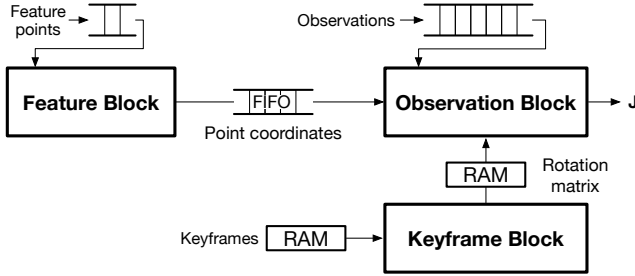 Feature
points
Observations
Feature Block
FIFO
Point coordinates
Observation Block
J
RAM
Rotation
matrix
Keyframes
RAM
Keyframe Block